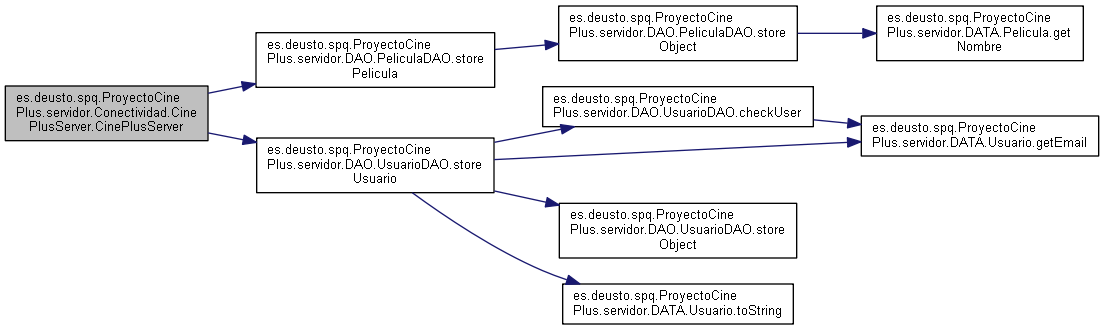 es.deusto.spq.ProyectoCine
Plus.servidor.Conectividad.Cine
PlusServer.CinePlusServer
es.deusto.spq.ProyectoCine
Plus.servidor.DAO.PeliculaDAO.store
Pelicula
es.deusto.spq.ProyectoCine
Plus.servidor.DAO.PeliculaDAO.store
Object
es.deusto.spq.ProyectoCine
Plus.servidor.DATA.Pelicula.get
Nombre
es.deusto.spq.ProyectoCine
Plus.servidor.DAO.UsuarioDAO.store
Usuario
es.deusto.spq.ProyectoCine
Plus.servidor.DAO.UsuarioDAO.checkUser
es.deusto.spq.ProyectoCine
Plus.servidor.DATA.Usuario.getEmail
es.deusto.spq.ProyectoCine
Plus.servidor.DAO.UsuarioDAO.store
Object
es.deusto.spq.ProyectoCine
Plus.servidor.DATA.Usuario.toString